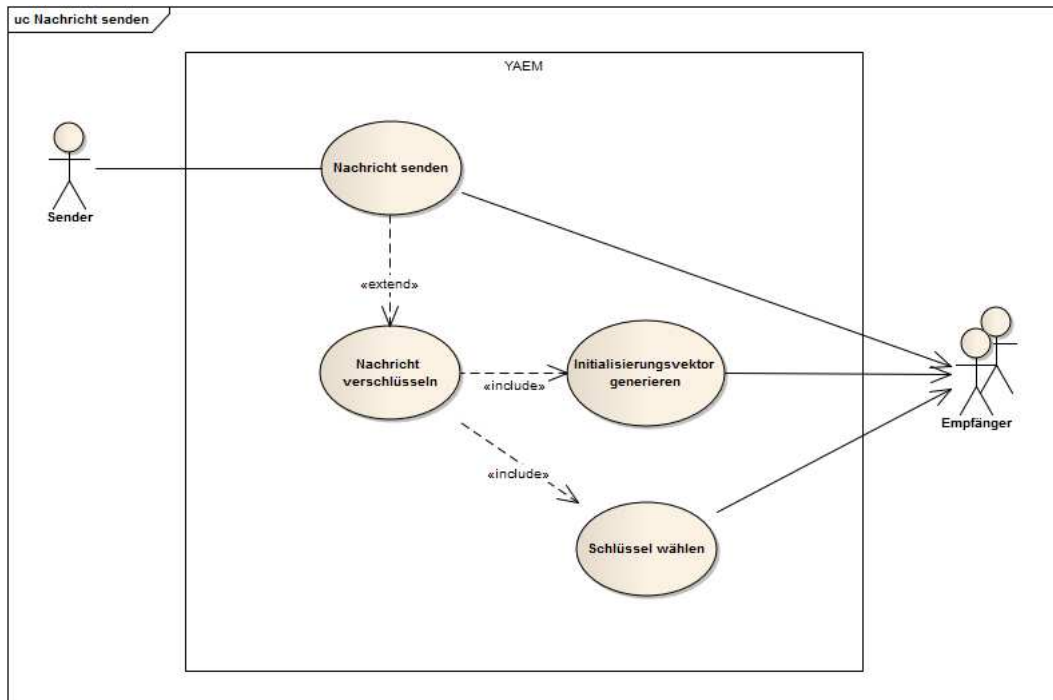 uc Nachricht senden
YAEM
Nachricht senden
Sender
«extend»
Nachricht
verschlüsseln
«include»
Initialisierungsvektor
generieren
Empfänger
«include»
Schlüssel wählen